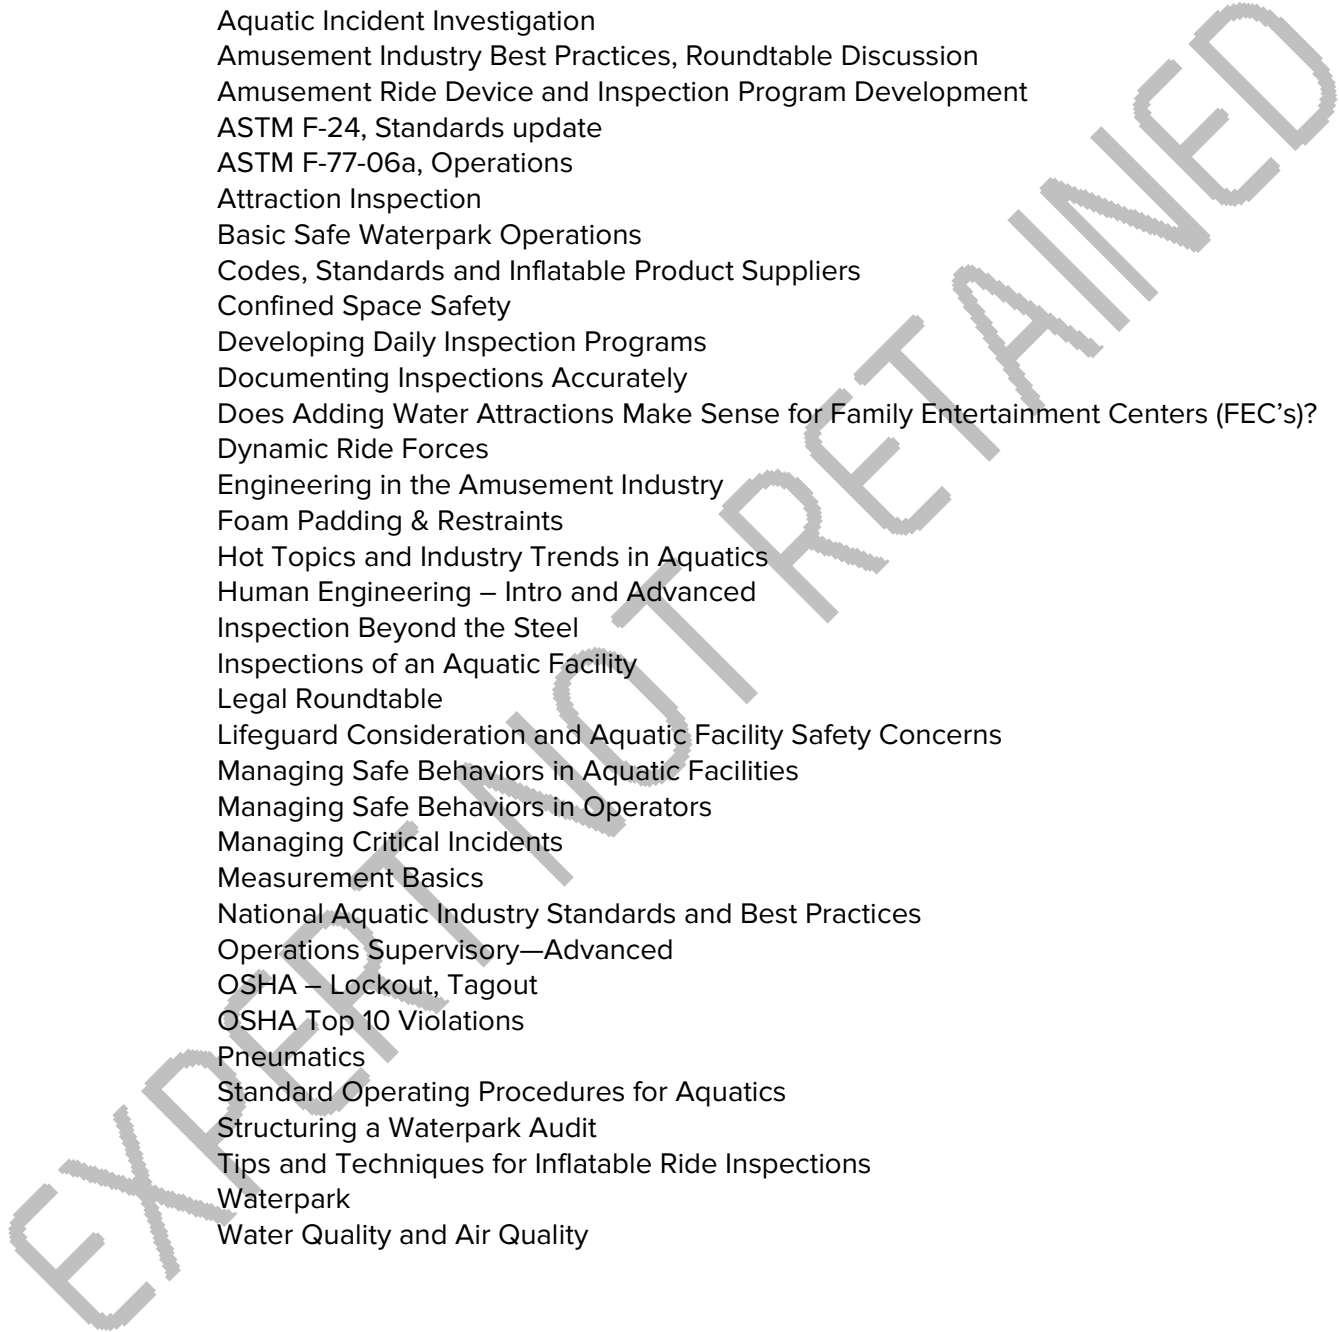 Aquatic Incident Investigation
Amusement Industry Best Practices, Roundtable Discussion
Amusement Ride Device and Inspection Program Development
ASTM F-24, Standards update
ASTM F-77-06a, Operations
Attraction Inspection
Basic Safe Waterpark Operations
Codes, Standards and Inflatable Product Suppliers
Confined Space Safety
Developing Daily Inspection Programs
Documenting Inspections Accurately
Does Adding Water Attractions Make Sense for Family Entertainment Centers (FEC’s)?
Dynamic Ride Forces
Engineering in the Amusement Industry
Foam Padding & Restraints
Hot Topics and Industry Trends in Aquatics
Human Engineering – Intro and Advanced
Inspection Beyond the Steel
Inspections of an Aquatic Facility
Legal Roundtable
Lifeguard Consideration and Aquatic Facility Safety Concerns
Managing Safe Behaviors in Aquatic Facilities
Managing Safe Behaviors in Operators
Managing Critical Incidents
Measurement Basics
National Aquatic Industry Standards and Best Practices
Operations Supervisory—Advanced
OSHA – Lockout, Tagout
OSHA Top 10 Violations
Pneumatics
Standard Operating Procedures for Aquatics
Structuring a Waterpark Audit
Tips and Techniques for Inflatable Ride Inspections
Waterpark
Water Quality and Air Quality
EXPERT NOT RETAINED